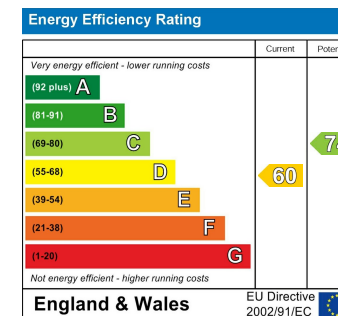 Energy Efficiency Rating
Current
Very energy efficient - lower running costs
(92 plus) A
(81-91) B
(69-80) C
(55-68) D
60
(39-54) E
(21-38) F
(1-20) G
Not energy efficient - higher running costs
England & Wales
EU Directive
2002/91/EC